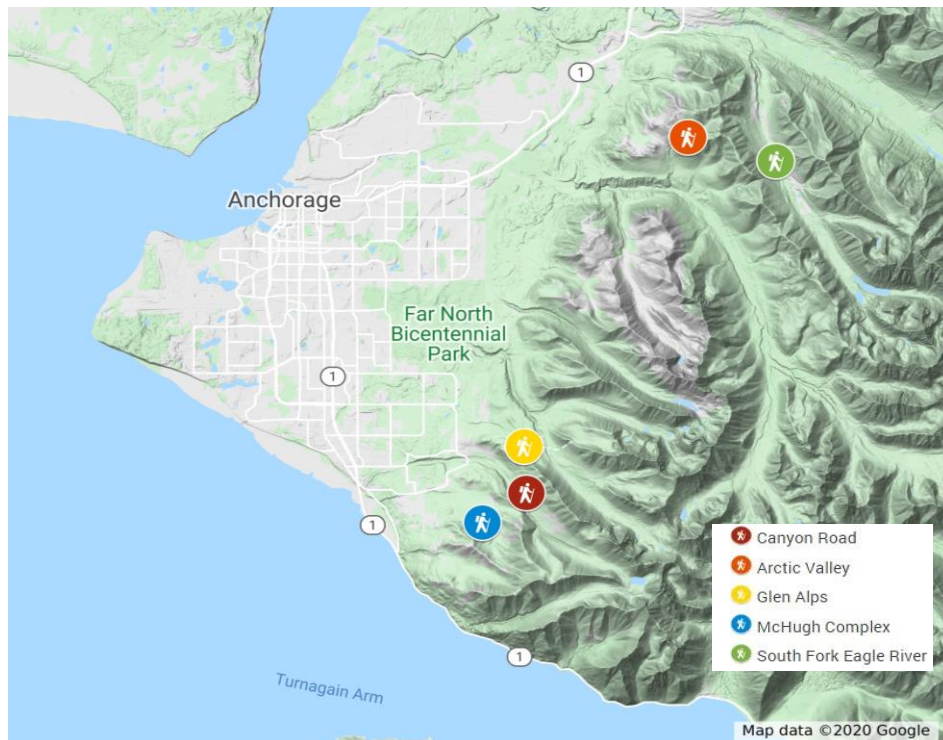 1
Anchorage
Far North
Bicentennial
Park
1
1
Canyon Road
Arctic Valley
Glen Alps
McHugh Complex
South Fork Eagle River
1
Turnagain Arm
Map data ©2020 Google